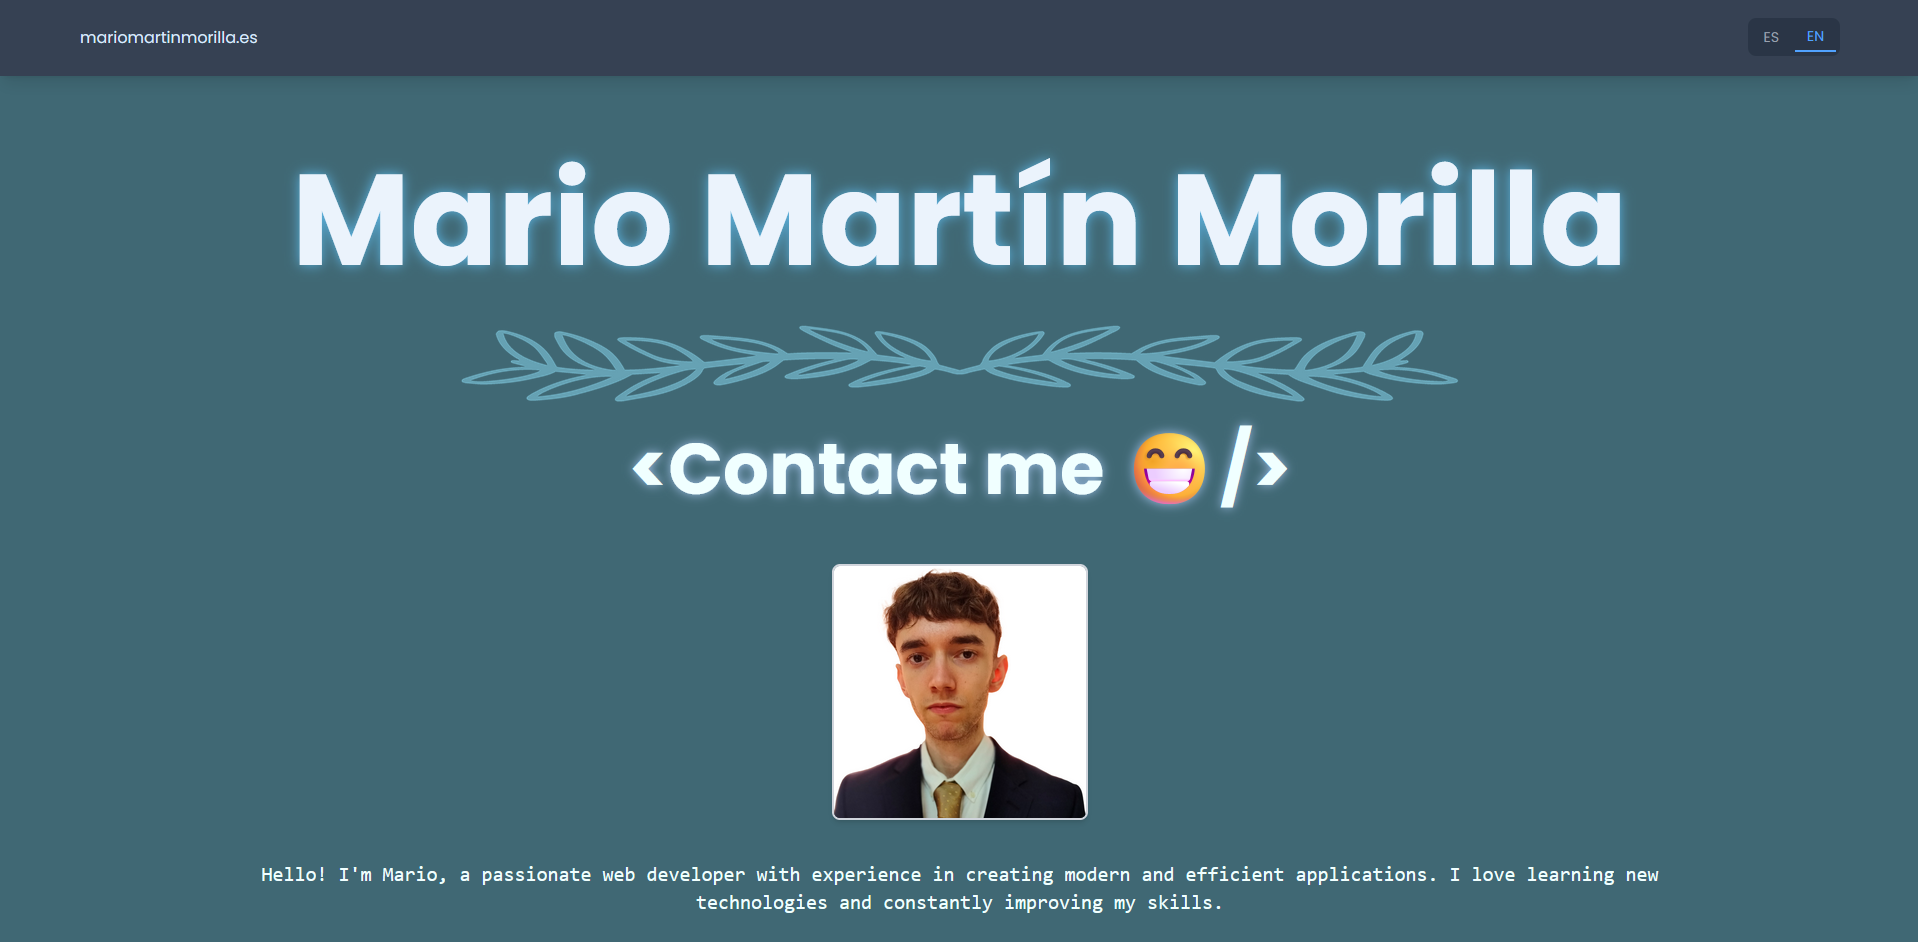 mariomartinmorilla.es
ES EN
Mario Martín Morilla
<Contact me 😁/>
Hello! I'm Mario, a passionate web developer with experience in creating modern and efficient applications. I love learning new
technologies and constantly improving my skills.